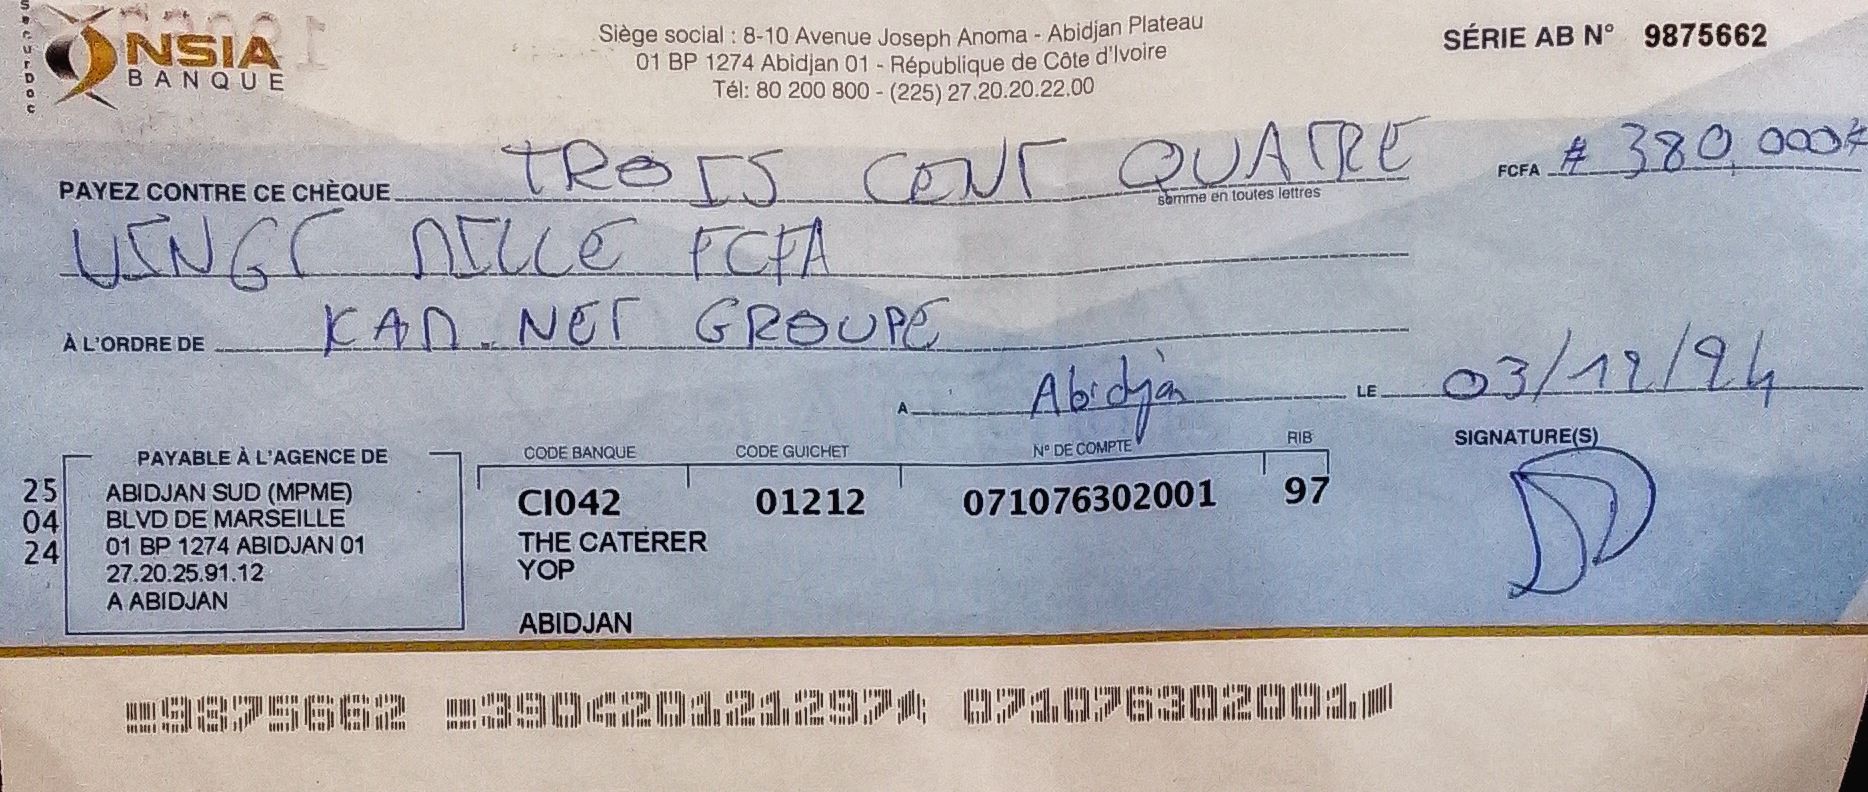 SecurDoc
NSIA
BANQUE
Siège social : 8-10 Avenue Joseph Anoma - Abidjan Plateau
01 BP 1274 Abidjan 01 - République de Côte d'Ivoire
Tél: 80 200 800 - (225) 27.20.20.22.00
SÉRIE AB N° 9875662
PAYEZ CONTRE CE CHÈQUE TROIS CENT QUATRE
somme en toutes lettres
FCFA # 380.000#
VINGT MILLE FCFA
À L'ORDRE DE KAM.NET GROUPE
A Abidjan LE 03/12/24
PAYABLE À L'AGENCE DE
ABIDJAN SUD (MPME)
BLVD DE MARSEILLE
01 BP 1274 ABIDJAN 01
27.20.25.91.12
A ABIDJAN
25
04
24
CODE BANQUE CODE GUICHET N° DE COMPTE RIB
CI042 01212 071076302001 97
THE CATERER
YOP
ABIDJAN
SIGNATURE(S)
9875662 071076302001